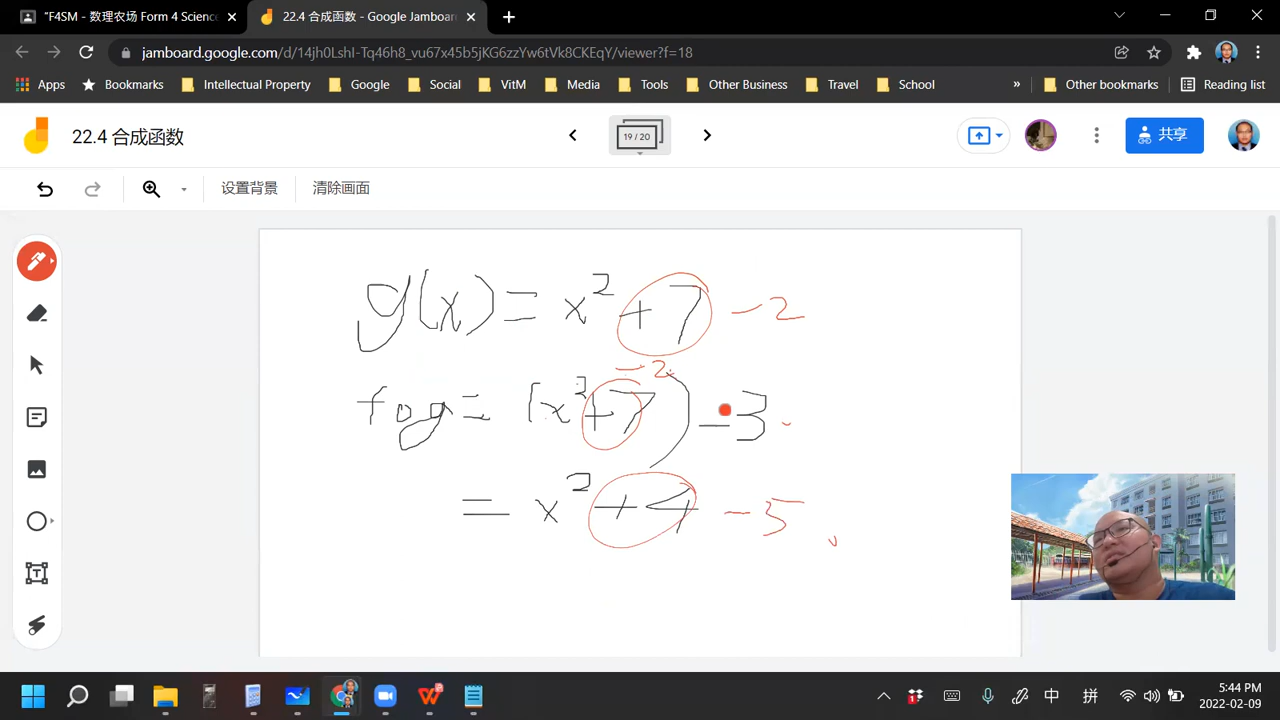 "F4SM - 数理农场 Form 4 Science
22.4 合成函数 - Google Jamboard
jamboard.google.com/d/14jh0LshI-Tq46h8_vu67x45b5jKG6zzYw6tVk8CKEqY/viewer?f=18
Apps Bookmarks Intellectual Property Google Social VitM Media Tools Other Business Travel School » Other bookmarks Reading list
22.4 合成函数
19 / 20
共享
设置背景 清除画面
g(x) = x² + 7 - 2
- 2
fog = (x² + 7) - 3
= x² + 4 - 5
中 拼
5:44 PM
2022-02-09